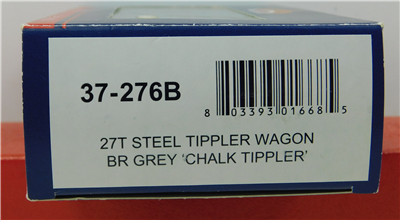 37-276B
8 03393 01668 5
27T STEEL TIPPLER WAGON
BR GREY ‘CHALK TIPPLER’